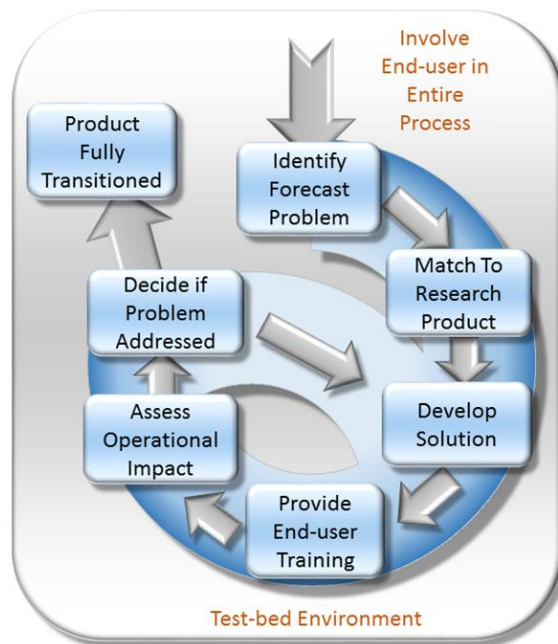 Involve
End-user in
Entire
Process
Identify
Forecast
Problem
Match To
Research
Product
Develop
Solution
Provide
End-user
Training
Assess
Operational
Impact
Decide if
Problem
Addressed
Product
Fully
Transitioned
Test-bed Environment